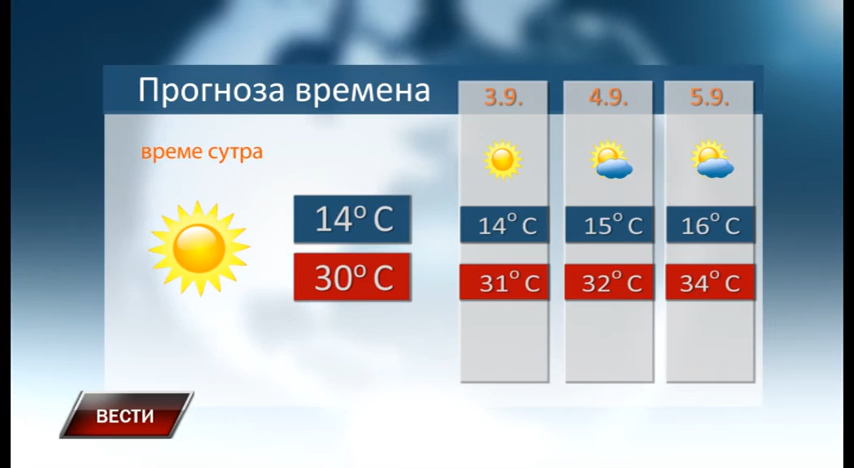 Прогноза времена
време сутра
14° C
30° C
3.9.
14° C
31° C
4.9.
15° C
32° C
5.9.
16° C
34° C
ВЕСТИ